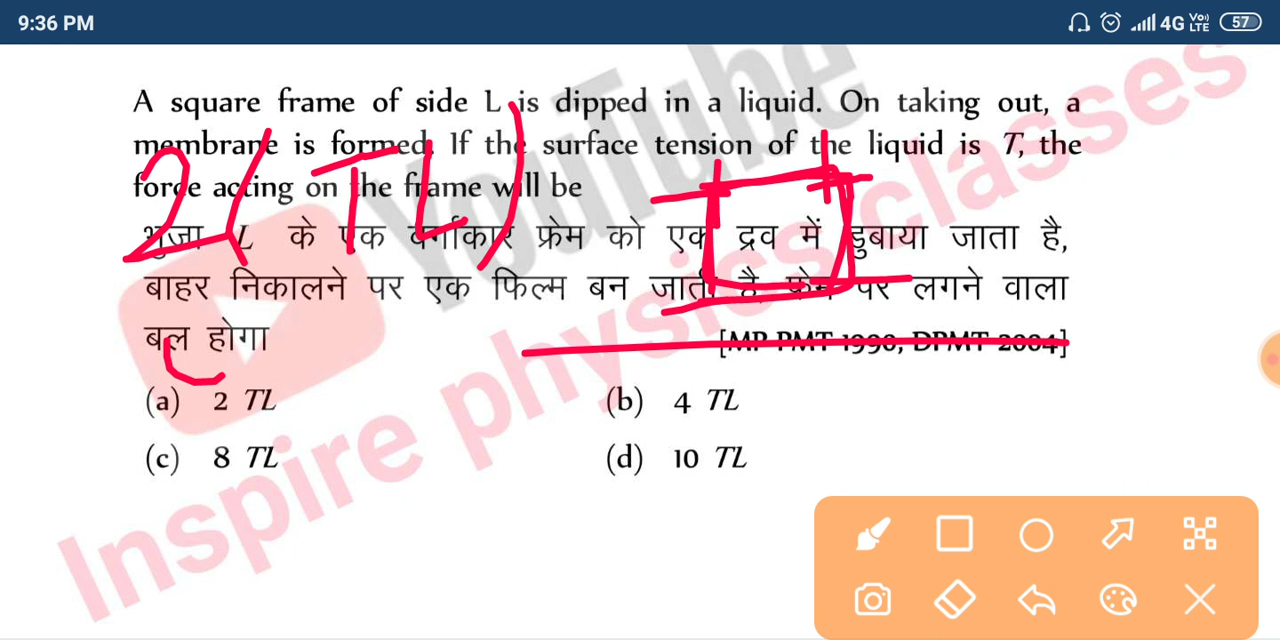 9:36 PM 4G Vo)) LTE 57
A square frame of side L is dipped in a liquid. On taking out, a
membrane is formed. If the surface tension of the liquid is T, the
force acting on the frame will be
2(TL)
भुजा L के एक वर्गाकार फ्रेम को एक द्रव में डुबाया जाता है,
बाहर निकालने पर एक फिल्म बन जाती है, फ्रेम पर लगने वाला
बल होगा [MP PMT 1990, DPMT 2004]
(a) 2 TL (b) 4 TL
(c) 8 TL (d) 10 TL
YouTube
Inspire physics classes